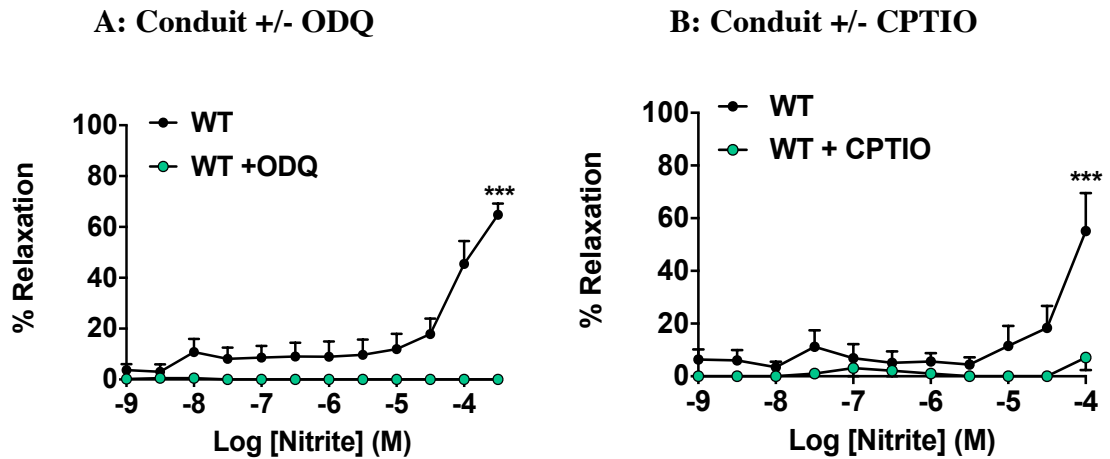 A: Conduit +/- ODQ
100
80
60
40
20
0
% Relaxation
WT
WT +ODQ
***
-9
-8
-7
-6
-5
-4
Log [Nitrite] (M)
B: Conduit +/- CPTIO
100
80
60
40
20
0
% Relaxation
WT
WT + CPTIO
***
-9
-8
-7
-6
-5
-4
Log [Nitrite] (M)